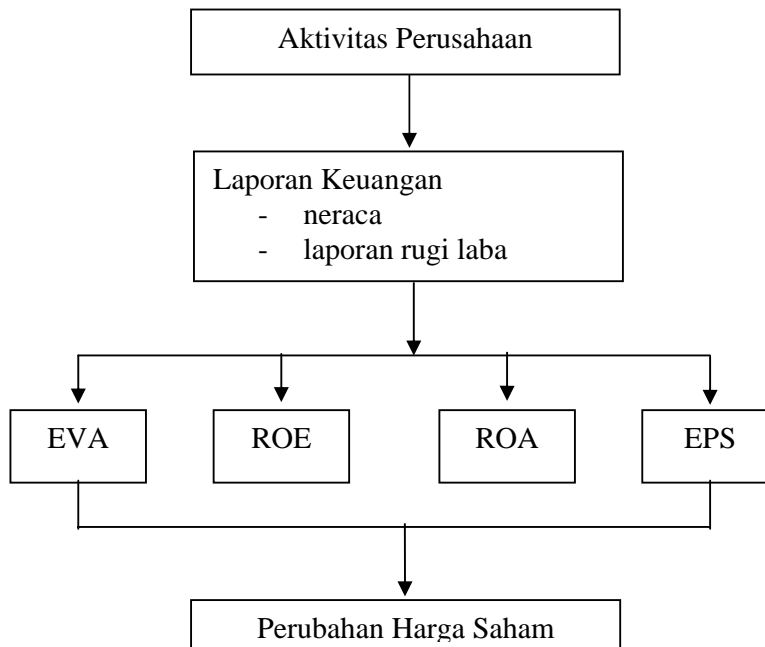 Aktivitas Perusahaan
Laporan Keuangan
- neraca
- laporan rugi laba
EVA
ROE
ROA
EPS
Perubahan Harga Saham